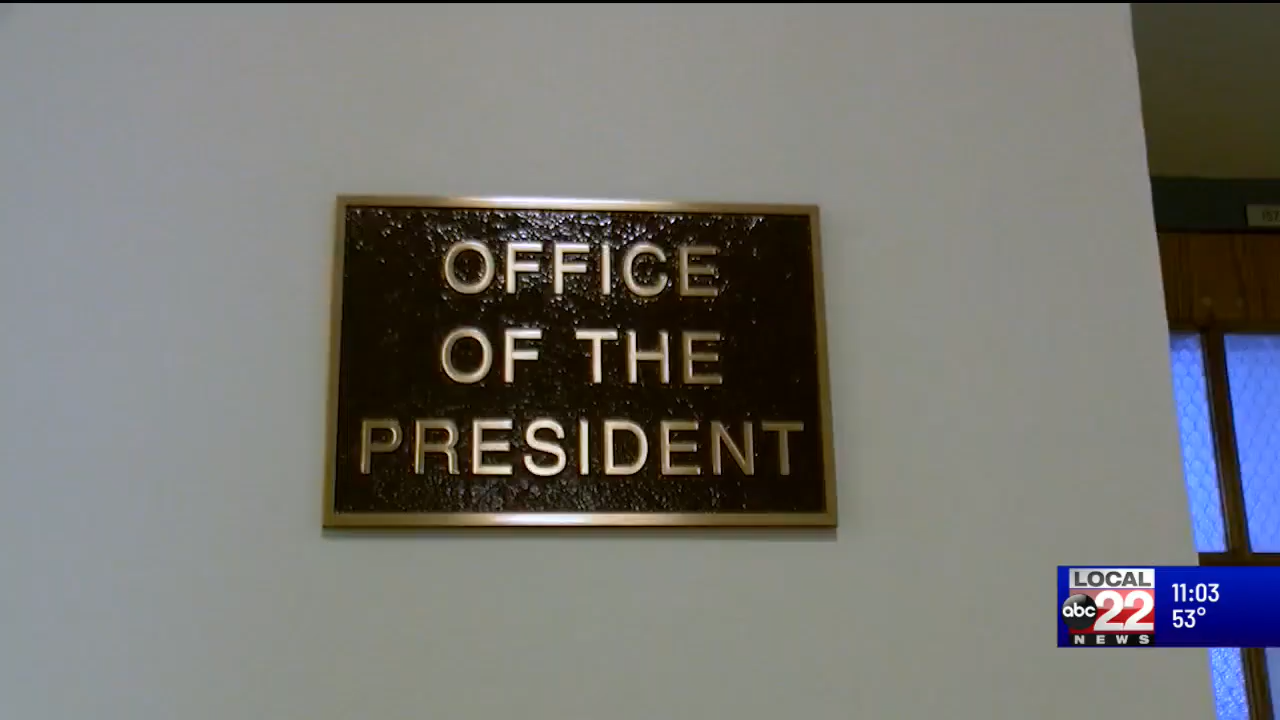 OFFICE
OF THE
PRESIDENT
LOCAL
abc 22
NEWS
11:03
53°